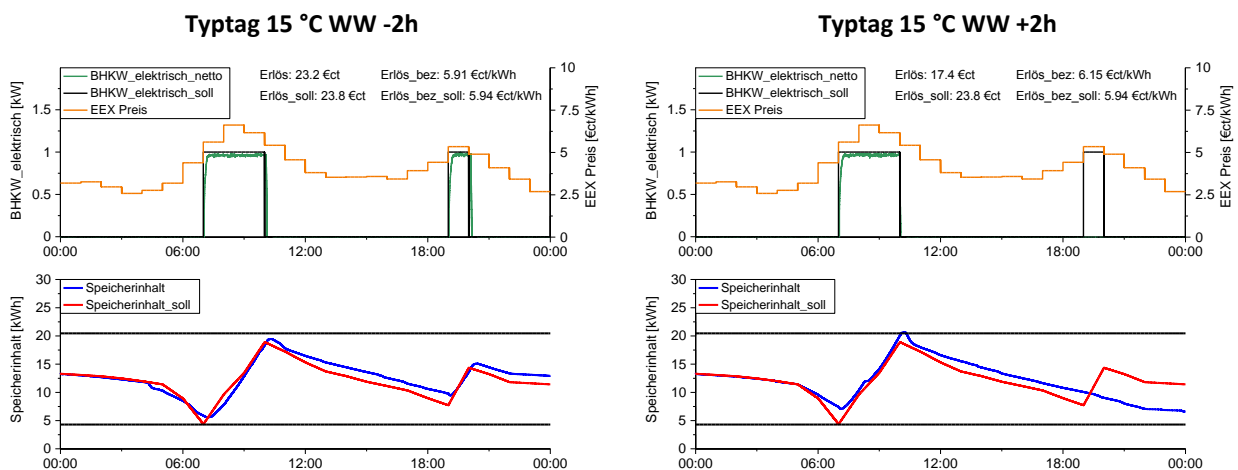 Typtag 15 °C WW -2h
BHKW_elektrisch_netto
BHKW_elektrisch_soll
EEX Preis
Erlös: 23.2 €ct
Erlös_bez: 5.91 €ct/kWh
Erlös_soll: 23.8 €ct
Erlös_bez_soll: 5.94 €ct/kWh
BHKW_elektrisch [kW]
0
0.5
1
1.5
EEX Preis [€ct/kWh]
0
2.5
5
7.5
10
00:00
06:00
12:00
18:00
00:00
Speicherinhalt
Speicherinhalt_soll
Speicherinhalt [kWh]
0
5
10
15
20
25
30
00:00
06:00
12:00
18:00
00:00
Typtag 15 °C WW +2h
BHKW_elektrisch_netto
BHKW_elektrisch_soll
EEX Preis
Erlös: 17.4 €ct
Erlös_bez: 6.15 €ct/kWh
Erlös_soll: 23.8 €ct
Erlös_bez_soll: 5.94 €ct/kWh
BHKW_elektrisch [kW]
0
0.5
1
1.5
EEX Preis [€ct/kWh]
0
2.5
5
7.5
10
00:00
06:00
12:00
18:00
00:00
Speicherinhalt
Speicherinhalt_soll
Speicherinhalt [kWh]
0
5
10
15
20
25
30
00:00
06:00
12:00
18:00
00:00